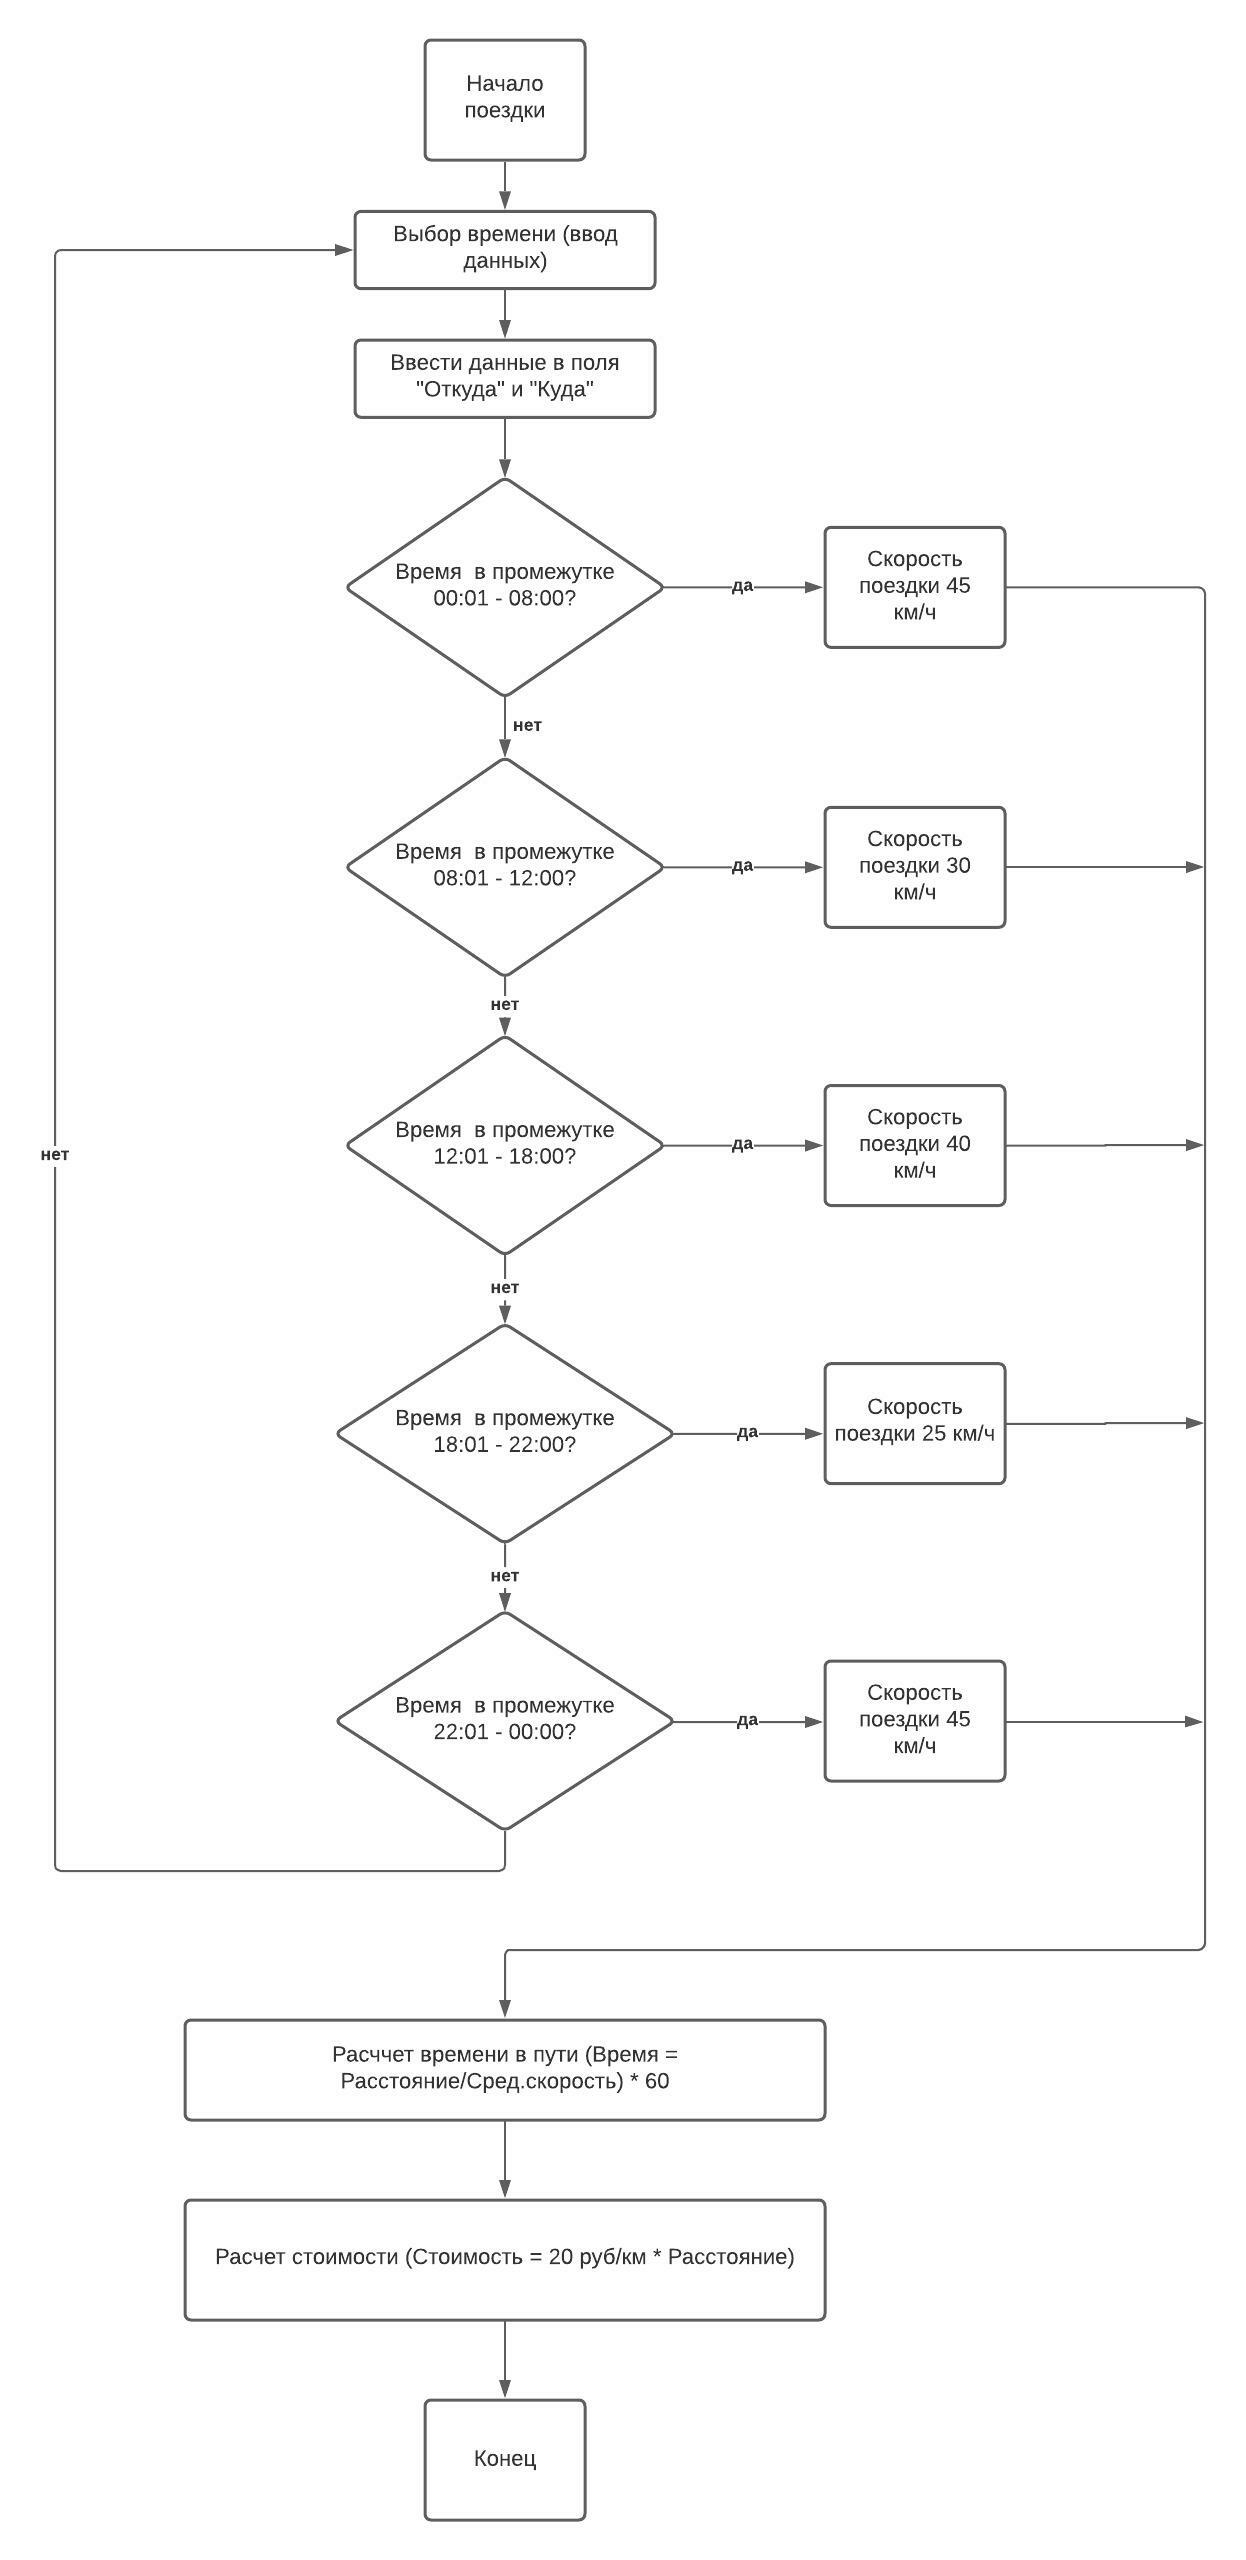 Начало
поездки
Выбор времени (ввод
данных)
Ввести данные в поля
"Откуда" и "Куда"
Время  в промежутке
00:01 - 08:00?
да
Скорость
поездки 45
км/ч
нет
Время  в промежутке
08:01 - 12:00?
да
Скорость
поездки 30
км/ч
нет
Время  в промежутке
12:01 - 18:00?
да
Скорость
поездки 40
км/ч
нет
нет
Время  в промежутке
18:01 - 22:00?
да
Скорость
поездки 25 км/ч
нет
Время  в промежутке
22:01 - 00:00?
да
Скорость
поездки 45
км/ч
Расччет времени в пути (Время =
Расстояние/Сред.скорость) * 60
Расчет стоимости (Стоимость = 20 руб/км * Расстояние)
Конец